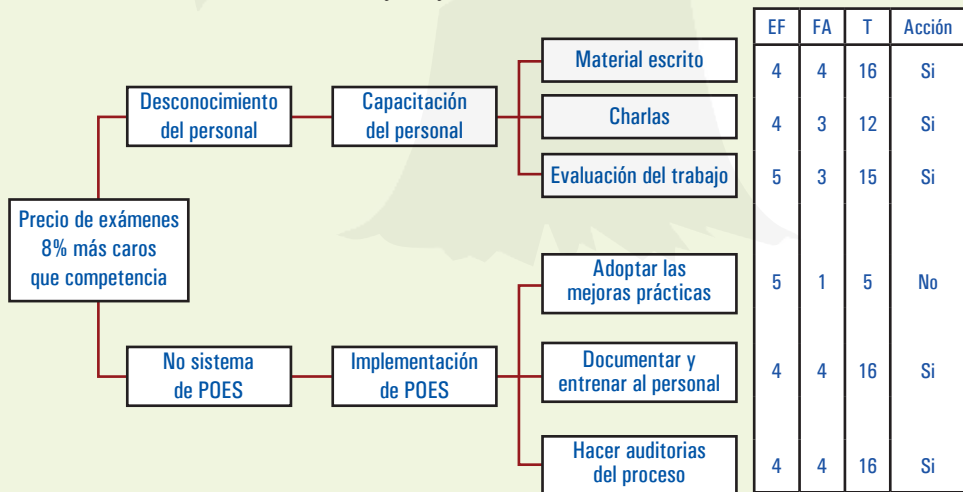 EF FA T Acción
Material escrito
4 4 16 Si
Desconocimiento
del personal
Capacitación
del personal
Charlas
4 3 12 Si
Evaluación del trabajo
5 3 15 Si
Precio de exámenes
8% más caros
que competencia
Adoptar las
mejoras prácticas
5 1 5 No
No sistema
de POES
Implementación
de POES
Documentar y
entrenar al personal
4 4 16 Si
Hacer auditorias
del proceso
4 4 16 Si